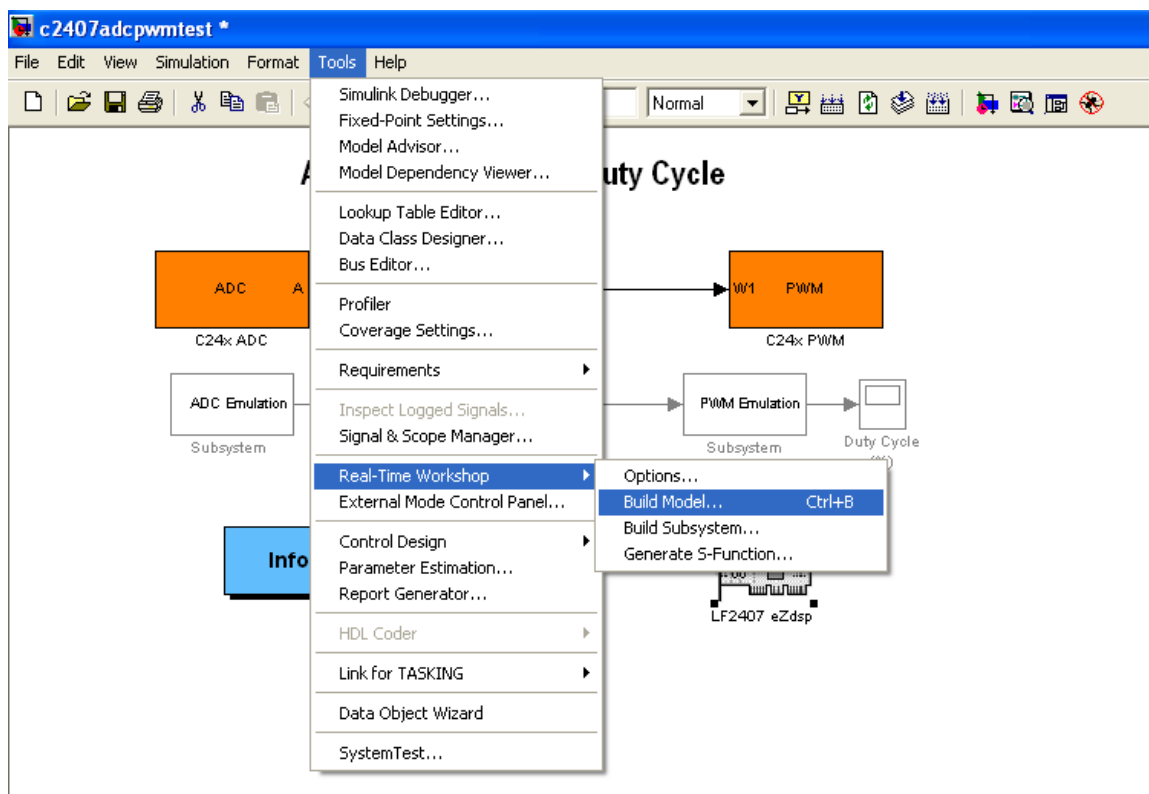 c2407adcpwmtest *
File Edit View Simulation Format Tools Help
Normal
uty Cycle
Simulink Debugger...
Fixed-Point Settings...
Model Advisor...
Model Dependency Viewer...
Lookup Table Editor...
Data Class Designer...
Bus Editor...
Profiler
Coverage Settings...
Requirements
Inspect Logged Signals...
Signal & Scope Manager...
Real-Time Workshop
External Mode Control Panel...
Control Design
Parameter Estimation...
Report Generator...
HDL Coder
Link for TASKING
Data Object Wizard
SystemTest...
Options...
Build Model... Ctrl+B
Build Subsystem...
Generate S-Function...
ADC A
C24x ADC
W1 PWM
C24x PWM
ADC Emulation
Subsystem
PWM Emulation
Subsystem
Duty Cycle
Info
LF2407 eZdsp